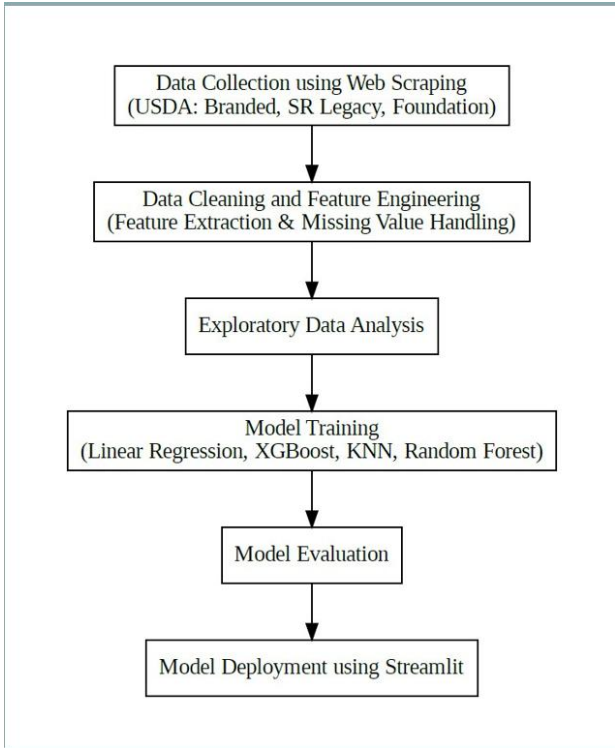 Data Collection using Web Scraping
(USDA: Branded, SR Legacy, Foundation)
Data Cleaning and Feature Engineering
(Feature Extraction & Missing Value Handling)
Exploratory Data Analysis
Model Training
(Linear Regression, XGBoost, KNN, Random Forest)
Model Evaluation
Model Deployment using Streamlit